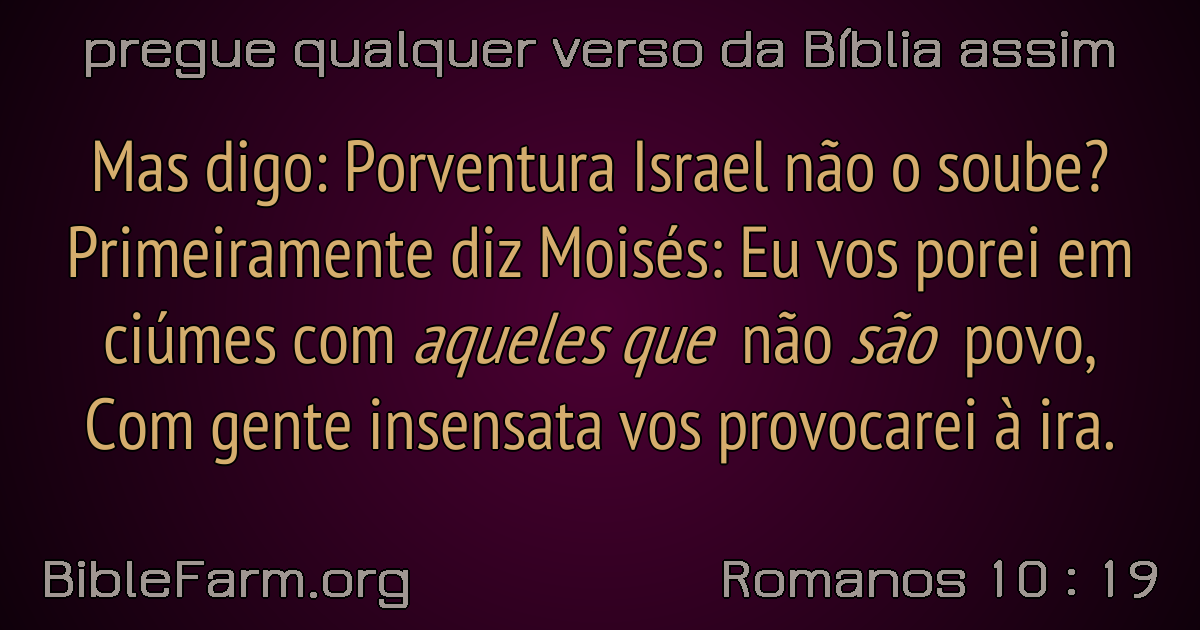 pregue qualquer verso da Bíblia assim
Mas digo: Porventura Israel não o soube?
Primeiramente diz Moisés: Eu vos porei em
ciúmes com aqueles que não são povo,
Com gente insensata vos provocarei à ira.
BibleFarm.org
Romanos 10 : 19